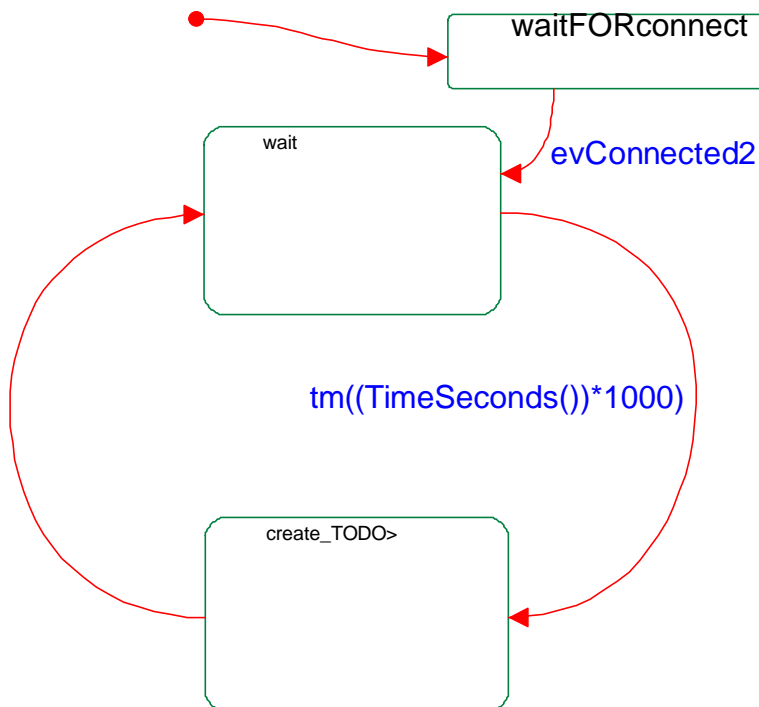 waitFORconnect
wait
evConnected2
tm((TimeSeconds())*1000)
create_TODO>